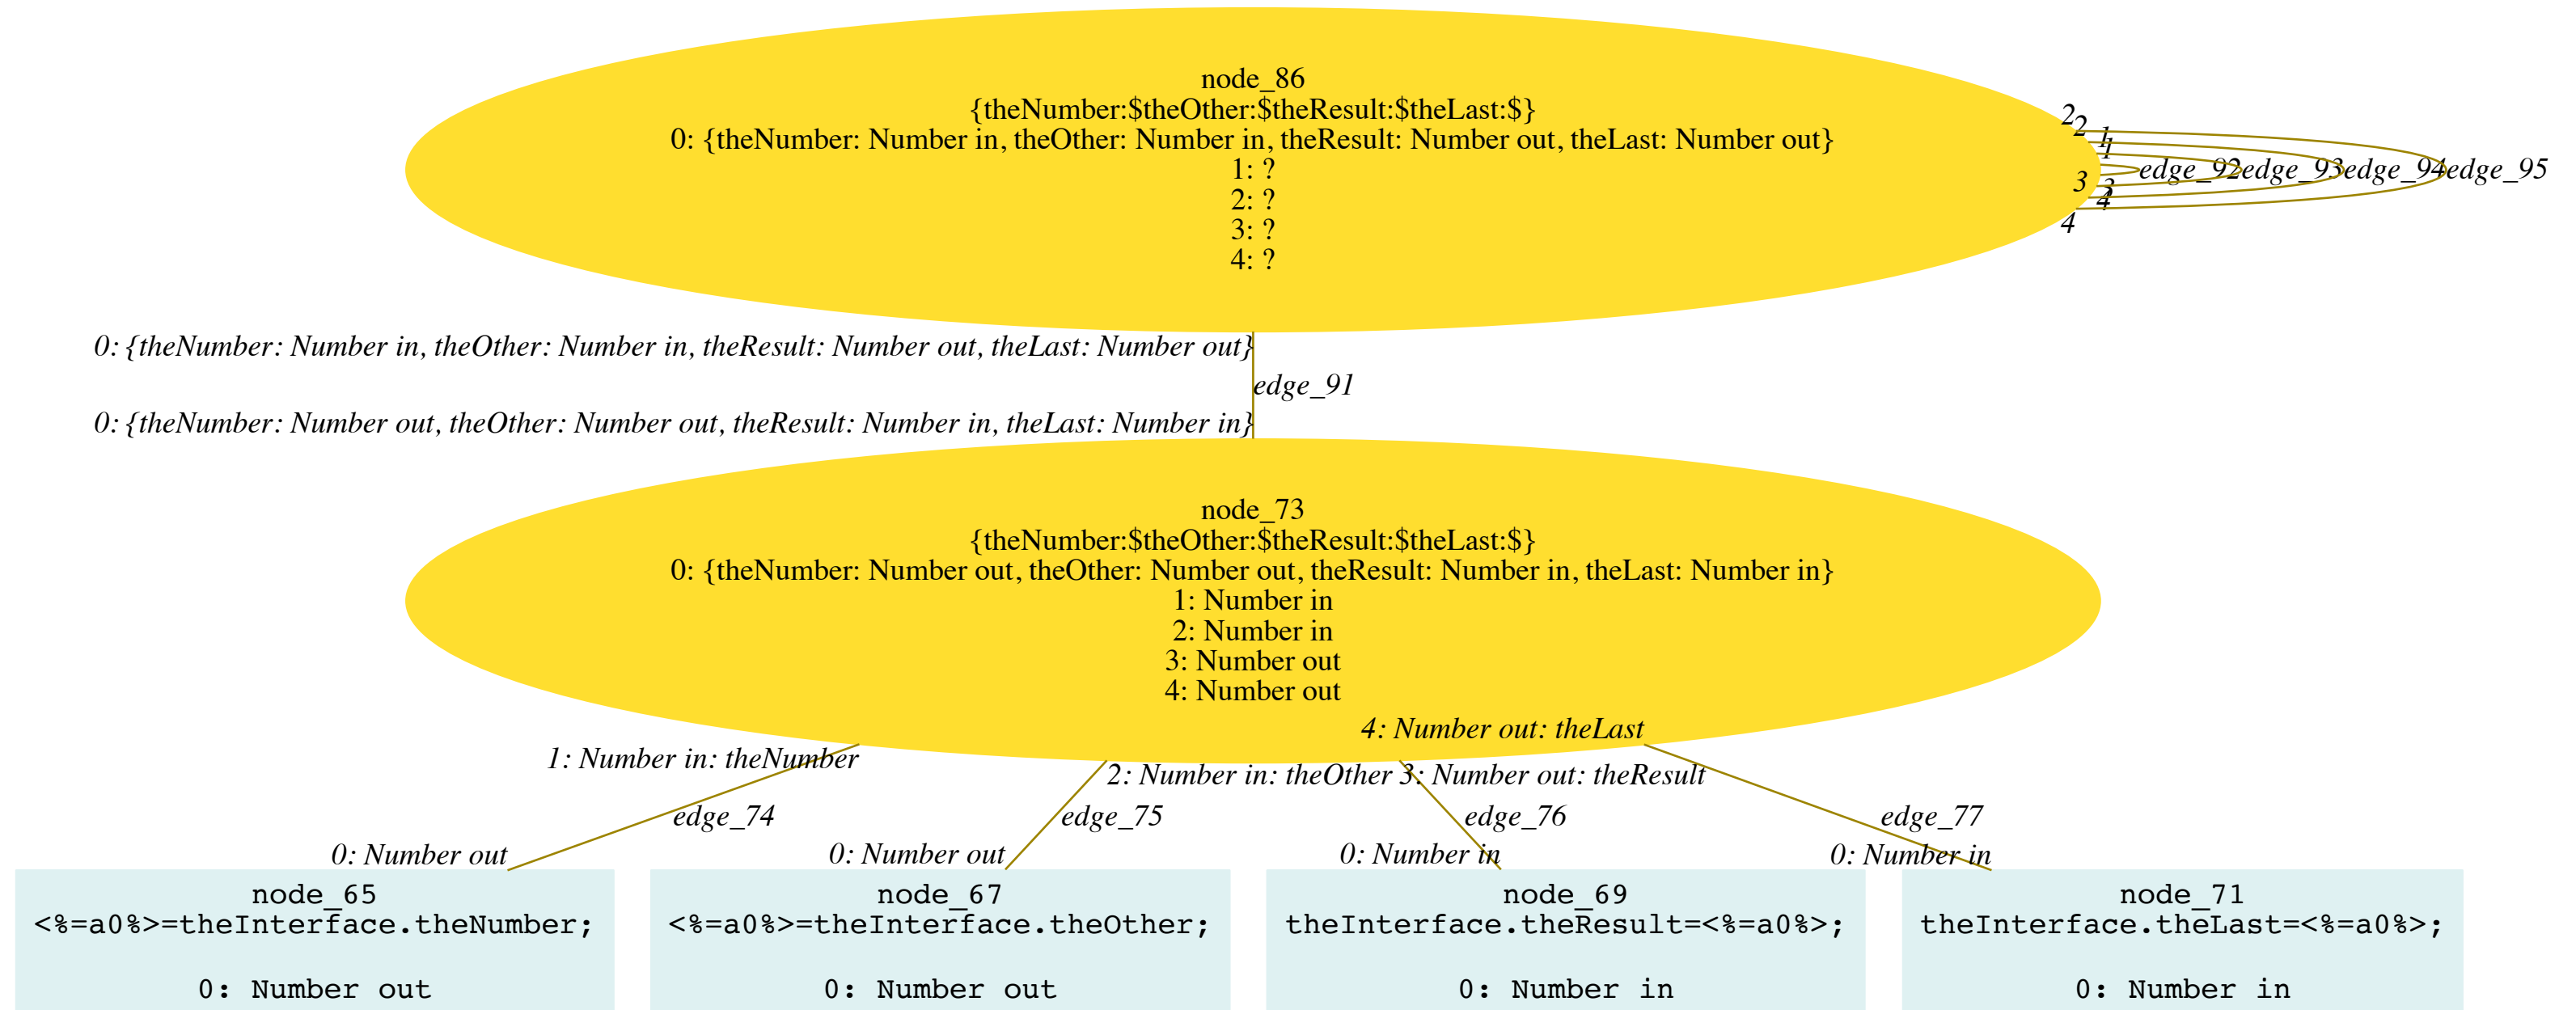 node_86
{theNumber:$theOther:$theResult:$theLast:$}
0: {theNumber: Number in, theOther: Number in, theResult: Number out, theLast: Number out}
1: ?
2: ?
3: ?
4: ?
2
2
1
1
edge_92
edge_93
edge_94
edge_95
3
3
4
4
0: {theNumber: Number in, theOther: Number in, theResult: Number out, theLast: Number out}
edge_91
0: {theNumber: Number out, theOther: Number out, theResult: Number in, theLast: Number in}
node_73
{theNumber:$theOther:$theResult:$theLast:$}
0: {theNumber: Number out, theOther: Number out, theResult: Number in, theLast: Number in}
1: Number in
2: Number in
3: Number out
4: Number out
4: Number out: theLast
1: Number in: theNumber
2: Number in: theOther
3: Number out: theResult
edge_74
edge_75
edge_76
edge_77
0: Number out
0: Number out
0: Number in
0: Number in
node_65
<%=a0%>=theInterface.theNumber;
0: Number out
node_67
<%=a0%>=theInterface.theOther;
0: Number out
node_69
theInterface.theResult=<%=a0%>;
0: Number in
node_71
theInterface.theLast=<%=a0%>;
0: Number in